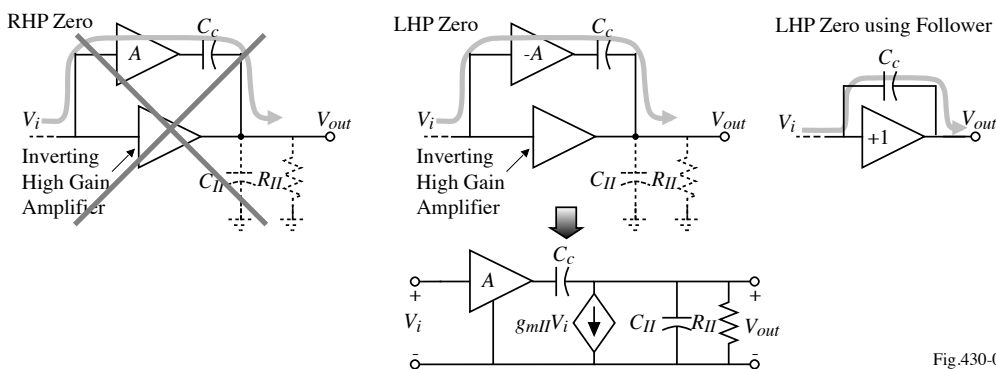 RHP Zero
A
Cc
Vi
Vout
Inverting
High Gain
Amplifier
CII
RII
LHP Zero
-A
Cc
Vi
Vout
Inverting
High Gain
Amplifier
CII
RII
LHP Zero using Follower
Cc
Vi
+1
Vout
A
Cc
+
Vi
-
gmIIVi
CII
RII
+
Vout
-
Fig.430-0